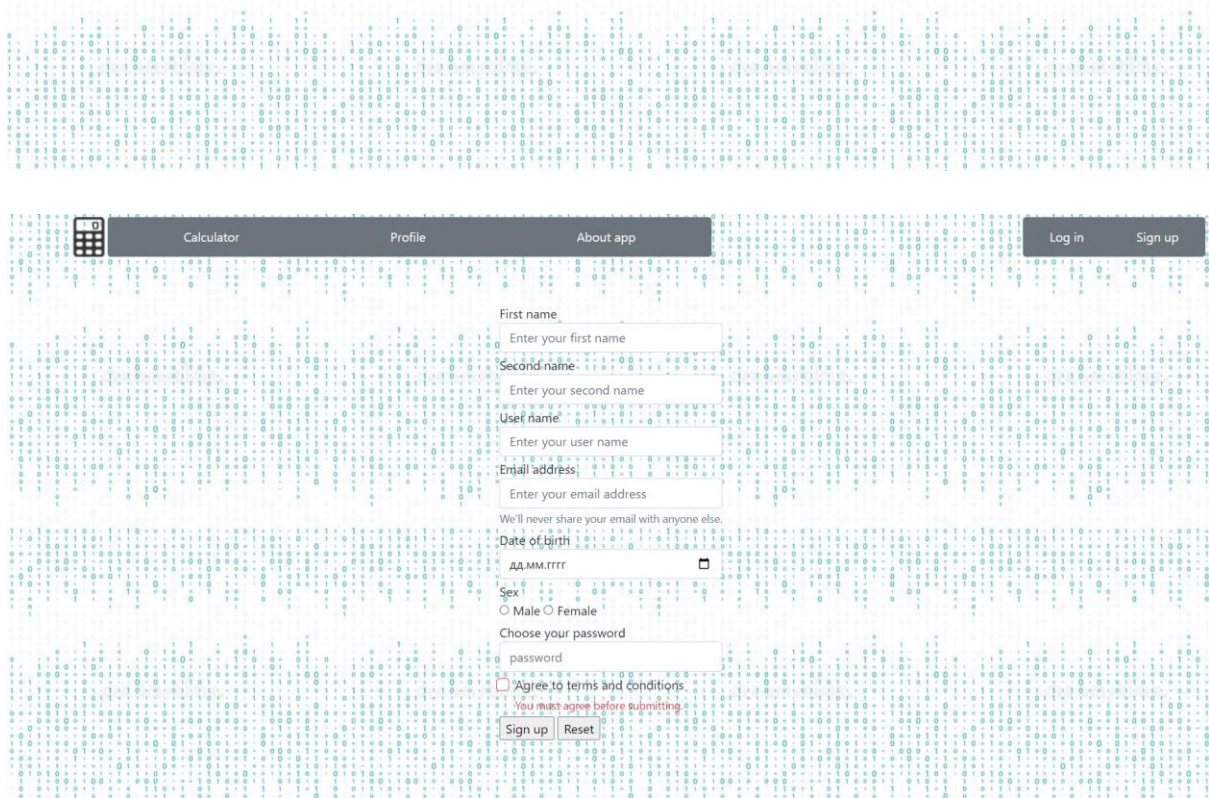 Calculator Profile About app Log in Sign up
First name
Enter your first name
Second name
Enter your second name
User name
Enter your user name
Email address
Enter your email address
We'll never share your email with anyone else.
Date of birth
дд.мм.гггг
Sex
Male Female
Choose your password
password
Agree to terms and conditions
You must agree before submitting.
Sign up Reset